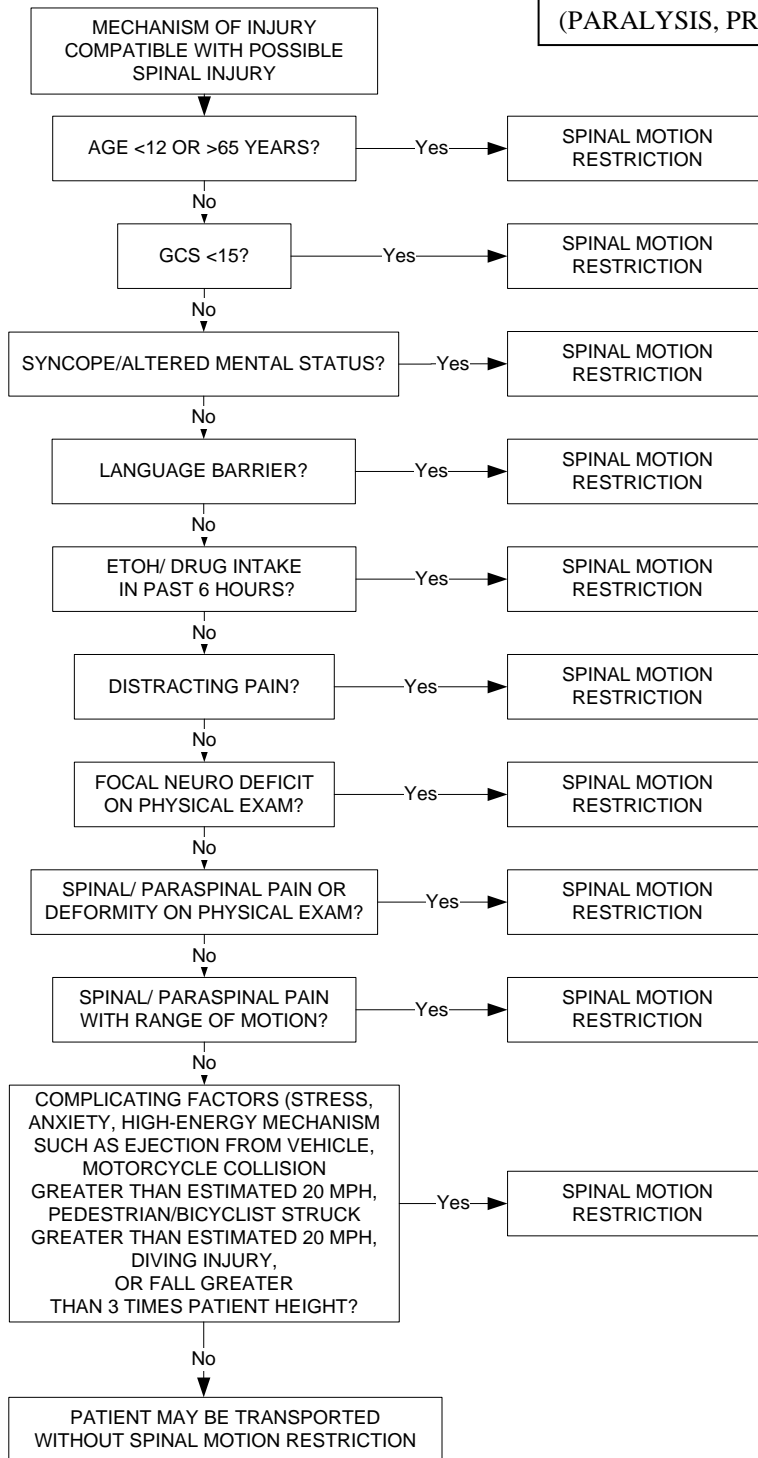 (PARALYSIS, PR
MECHANISM OF INJURY
COMPATIBLE WITH POSSIBLE
SPINAL INJURY
AGE <12 OR >65 YEARS?
Yes
SPINAL MOTION
RESTRICTION
No
GCS <15?
Yes
SPINAL MOTION
RESTRICTION
No
SYNCOPE/ALTERED MENTAL STATUS?
Yes
SPINAL MOTION
RESTRICTION
No
LANGUAGE BARRIER?
Yes
SPINAL MOTION
RESTRICTION
No
ETOH/ DRUG INTAKE
IN PAST 6 HOURS?
Yes
SPINAL MOTION
RESTRICTION
No
DISTRACTING PAIN?
Yes
SPINAL MOTION
RESTRICTION
No
FOCAL NEURO DEFICIT
ON PHYSICAL EXAM?
Yes
SPINAL MOTION
RESTRICTION
No
SPINAL/ PARASPINAL PAIN OR
DEFORMITY ON PHYSICAL EXAM?
Yes
SPINAL MOTION
RESTRICTION
No
SPINAL/ PARASPINAL PAIN
WITH RANGE OF MOTION?
Yes
SPINAL MOTION
RESTRICTION
No
COMPLICATING FACTORS (STRESS,
ANXIETY, HIGH-ENERGY MECHANISM
SUCH AS EJECTION FROM VEHICLE,
MOTORCYCLE COLLISION
GREATER THAN ESTIMATED 20 MPH,
PEDESTRIAN/BICYCLIST STRUCK
GREATER THAN ESTIMATED 20 MPH,
DIVING INJURY,
OR FALL GREATER
THAN 3 TIMES PATIENT HEIGHT?
Yes
SPINAL MOTION
RESTRICTION
No
PATIENT MAY BE TRANSPORTED
WITHOUT SPINAL MOTION RESTRICTION